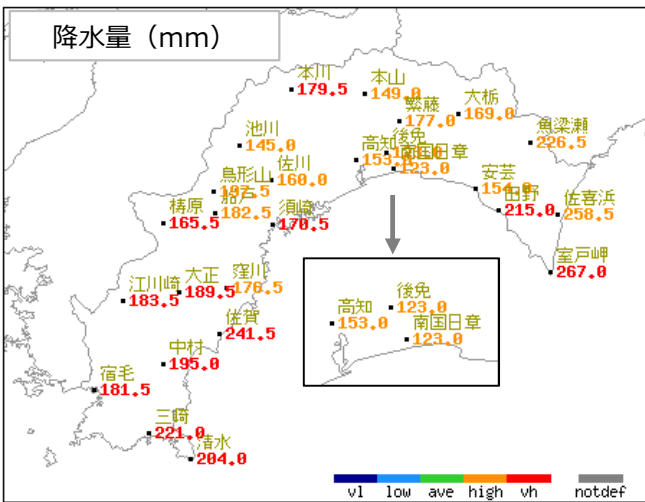 降水量（mm）
本川
179.5
本山
149.0
繁藤
177.0
大栃
169.0
魚梁瀬
226.5
池川
145.0
高知
153.0
後免
123.0
南国日章
123.0
佐川
160.0
鳥形山
197.5
船戸
182.5
安芸
154.0
田野
215.0
佐喜浜
258.5
梼原
165.5
須崎
170.5
室戸岬
267.0
江川崎
183.5
大正
189.5
窪川
176.5
佐賀
241.5
後免
123.0
高知
153.0
南国日章
123.0
中村
195.0
宿毛
181.5
三崎
221.0
清水
204.0
vl low ave high vh notdef